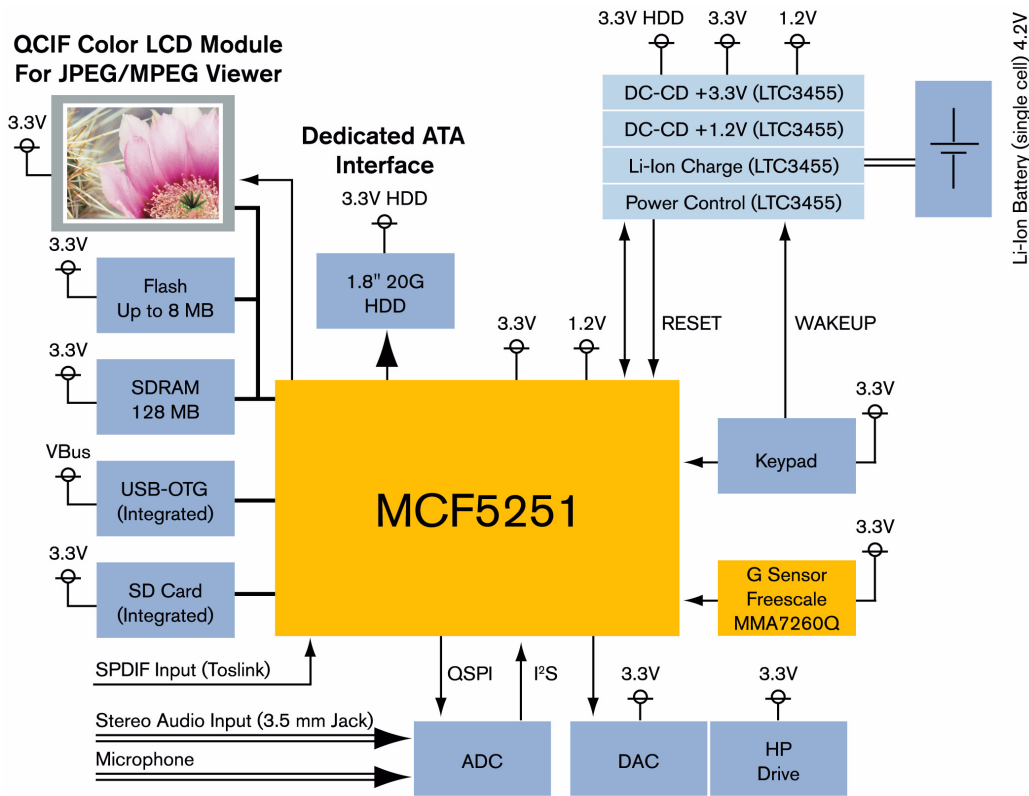 QCIF Color LCD Module
For JPEG/MPEG Viewer
3.3V
Dedicated ATA
Interface
3.3V HDD
1.8" 20G
HDD
3.3V HDD
3.3V
1.2V
DC-CD +3.3V (LTC3455)
DC-CD +1.2V (LTC3455)
Li-Ion Charge (LTC3455)
Power Control (LTC3455)
Li-Ion Battery (single cell) 4.2V
3.3V
Flash
Up to 8 MB
3.3V
SDRAM
128 MB
VBus
USB-OTG
(Integrated)
3.3V
SD Card
(Integrated)
3.3V
1.2V
RESET
WAKEUP
3.3V
Keypad
MCF5251
3.3V
G Sensor
Freescale
MMA7260Q
SPDIF Input (Toslink)
QSPI
I²S
Stereo Audio Input (3.5 mm Jack)
Microphone
ADC
3.3V
DAC
3.3V
HP
Drive